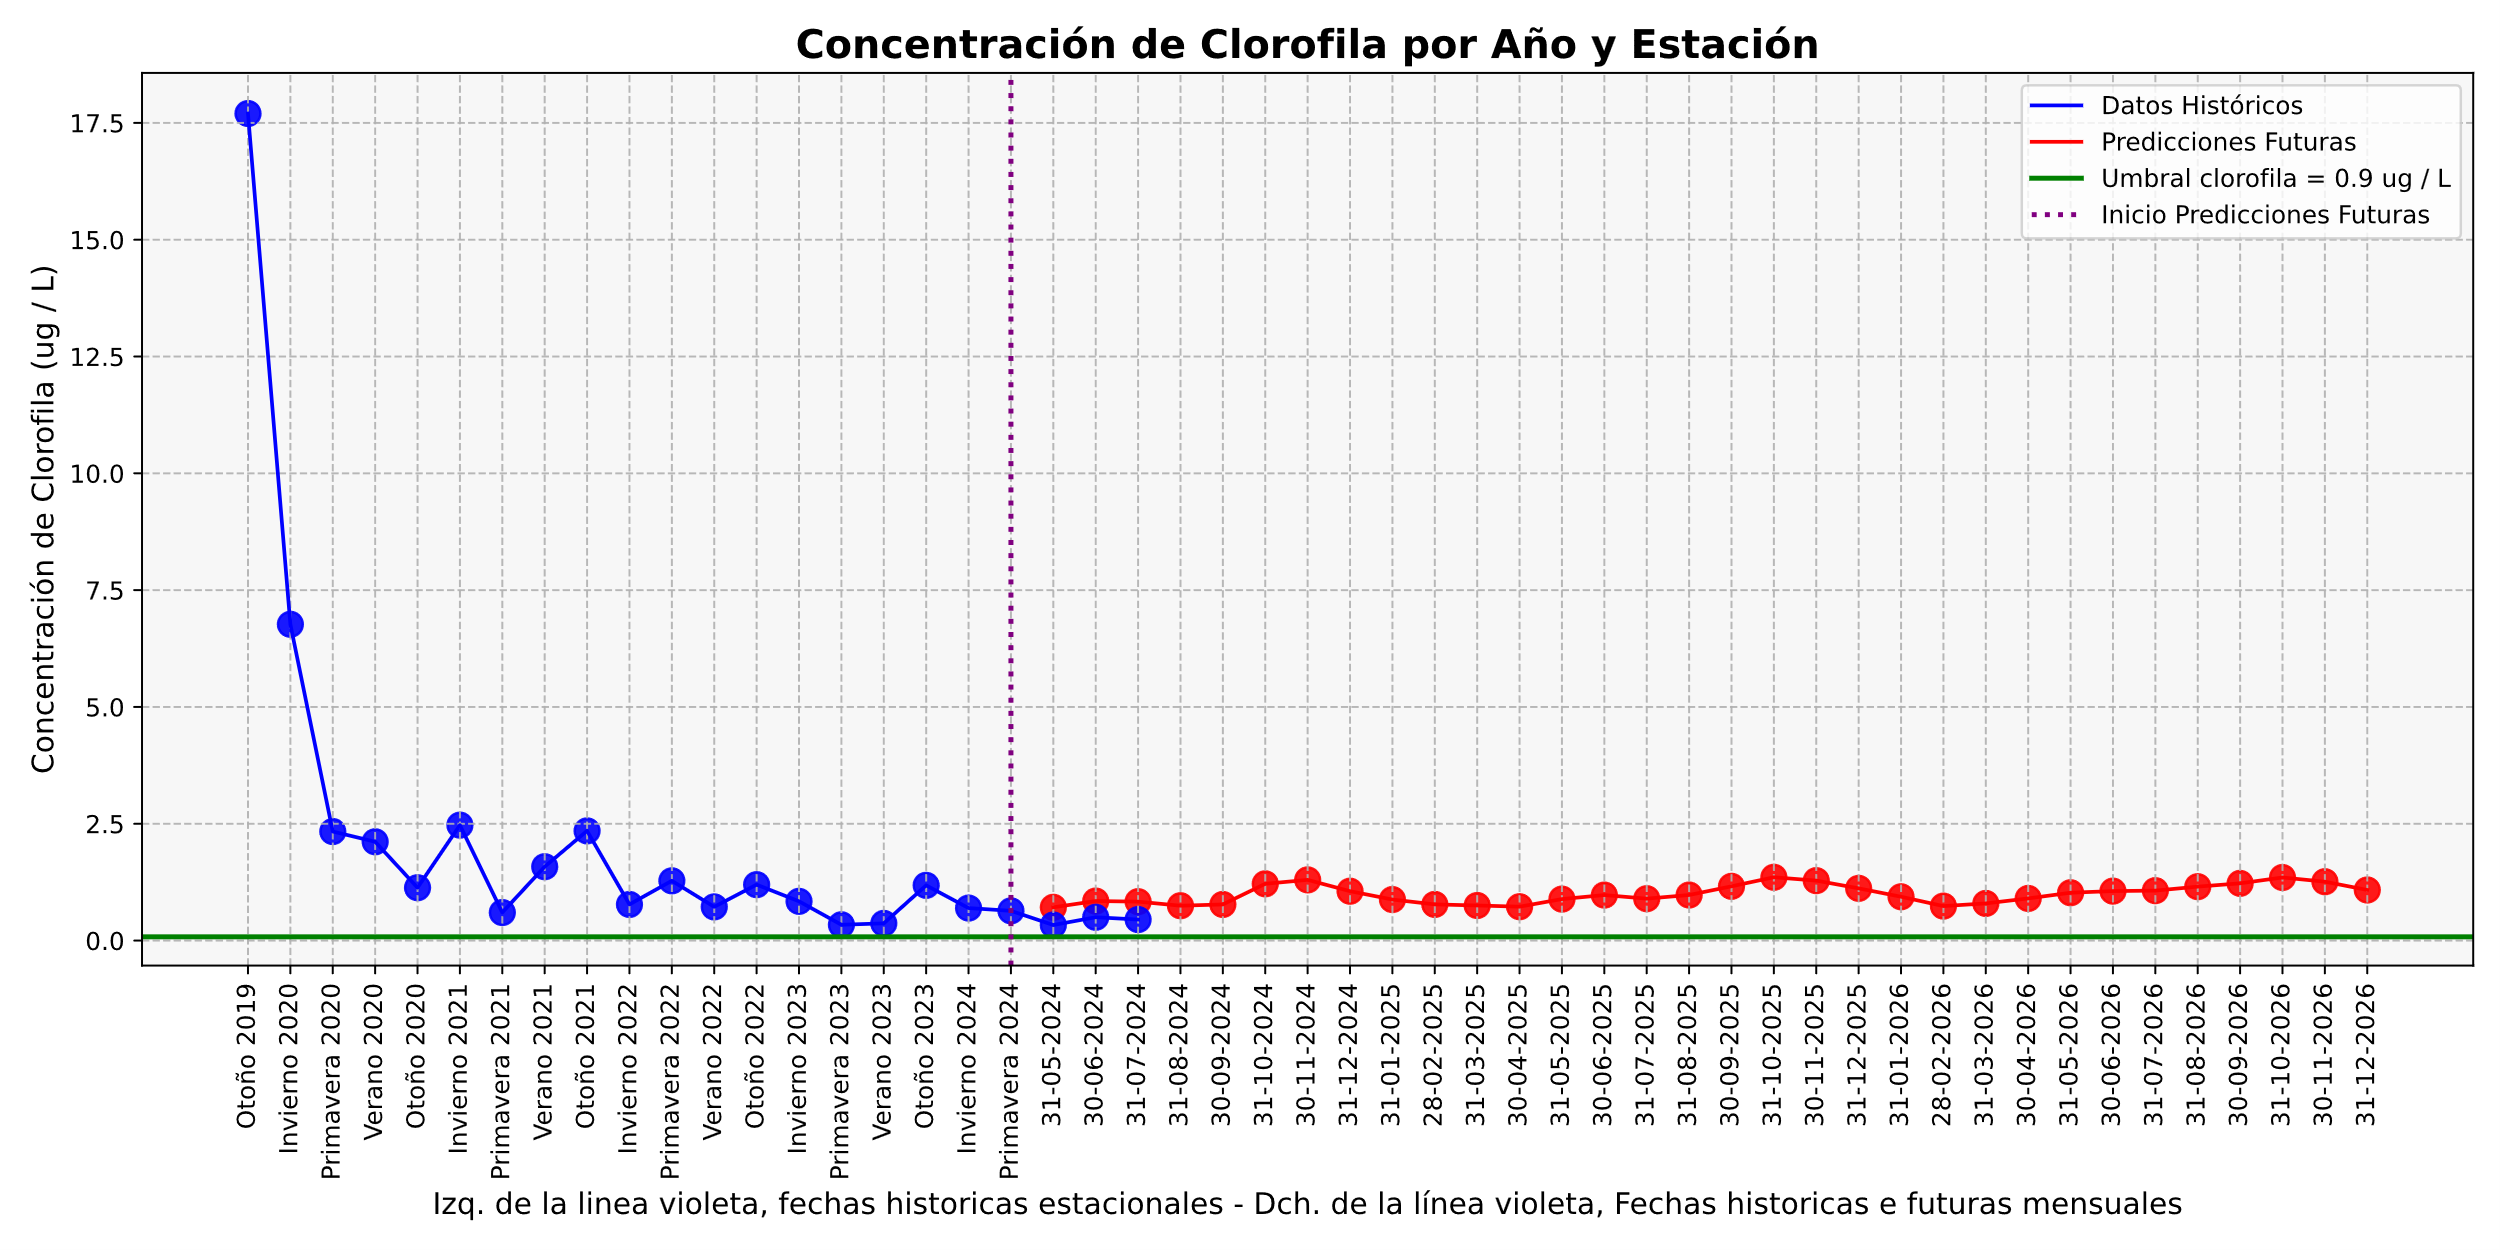 Concentración de Clorofila por Año y Estación
Concentración de Clorofila (ug / L)
17.5
15.0
12.5
10.0
7.5
5.0
2.5
0.0
Datos Históricos
Predicciones Futuras
Umbral clorofila = 0.9 ug / L
Inicio Predicciones Futuras
Otoño 2019
Invierno 2020
Primavera 2020
Verano 2020
Otoño 2020
Invierno 2021
Primavera 2021
Verano 2021
Otoño 2021
Invierno 2022
Primavera 2022
Verano 2022
Otoño 2022
Invierno 2023
Primavera 2023
Verano 2023
Otoño 2023
Invierno 2024
Primavera 2024
31-05-2024
30-06-2024
31-07-2024
31-08-2024
30-09-2024
31-10-2024
30-11-2024
31-12-2024
31-01-2025
28-02-2025
31-03-2025
30-04-2025
31-05-2025
30-06-2025
31-07-2025
31-08-2025
30-09-2025
31-10-2025
30-11-2025
31-12-2025
31-01-2026
28-02-2026
31-03-2026
30-04-2026
31-05-2026
30-06-2026
31-07-2026
31-08-2026
30-09-2026
31-10-2026
30-11-2026
31-12-2026
Izq. de la linea violeta, fechas historicas estacionales - Dch. de la línea violeta, Fechas historicas e futuras mensuales